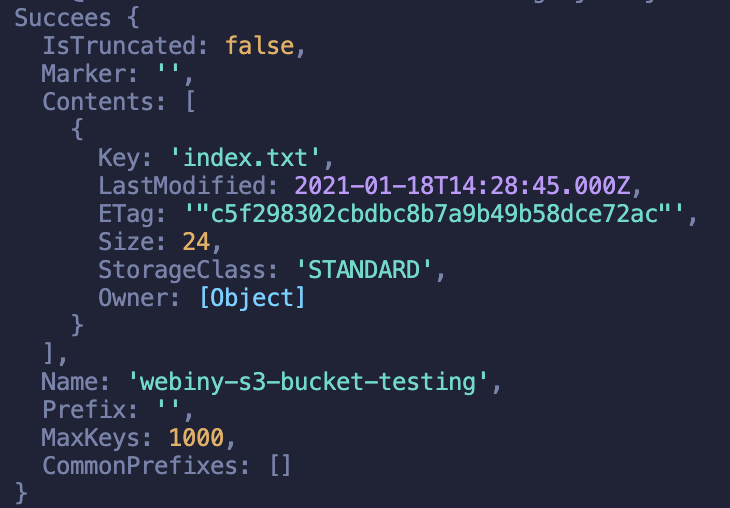 Succees {
  IsTruncated: false,
  Marker: '',
  Contents: [
    {
      Key: 'index.txt',
      LastModified: 2021-01-18T14:28:45.000Z,
      ETag: '"c5f298302cbdbc8b7a9b49b58dce72ac"',
      Size: 24,
      StorageClass: 'STANDARD',
      Owner: [Object]
    }
  ],
  Name: 'webiny-s3-bucket-testing',
  Prefix: '',
  MaxKeys: 1000,
  CommonPrefixes: []
}